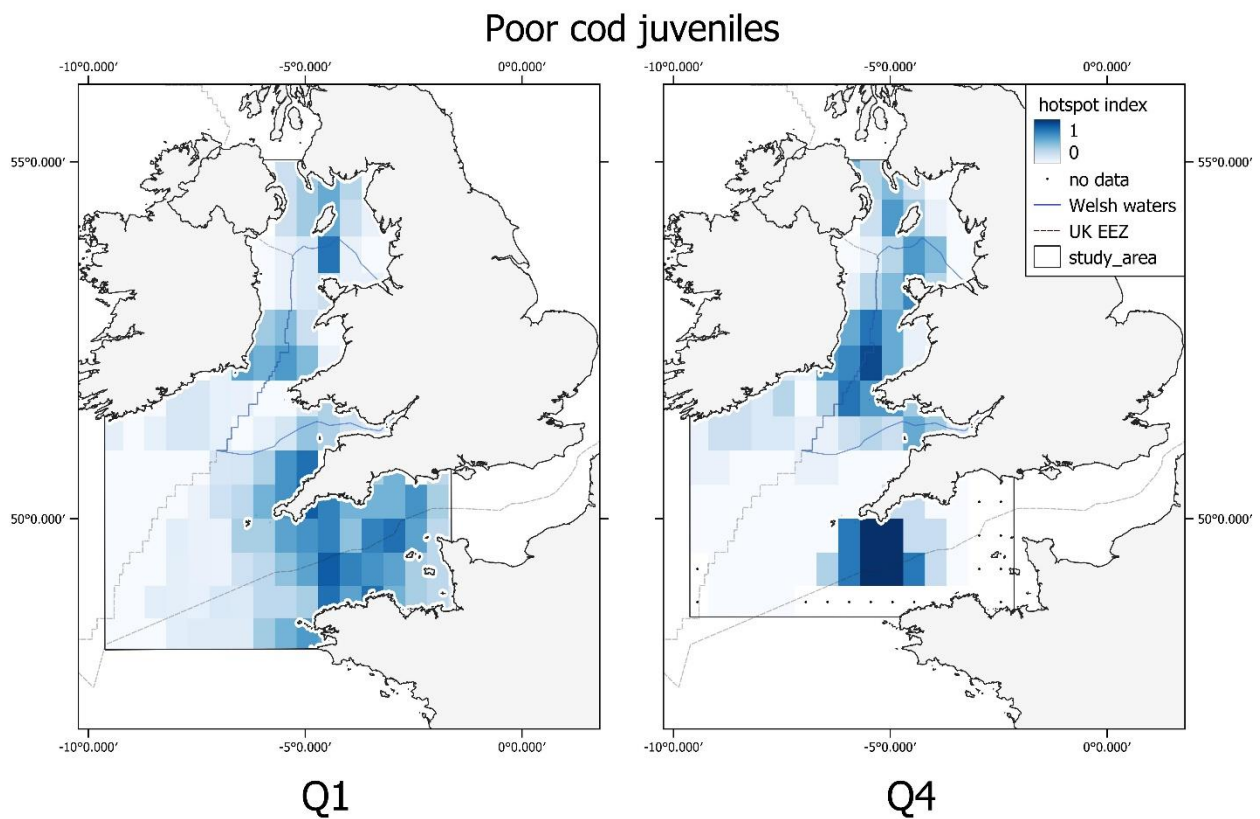 Poor cod juveniles
-10°0.000′ -5°0.000′ 0°0.000′
-10°0.000′ -5°0.000′ 0°0.000′
55°0.000′
50°0.000′
hotspot index
1
0
no data
Welsh waters
UK EEZ
study_area
55°0.000′
50°0.000′
-10°0.000′ -5°0.000′ 0°0.000′
-10°0.000′ -5°0.000′ 0°0.000′
Q1
Q4